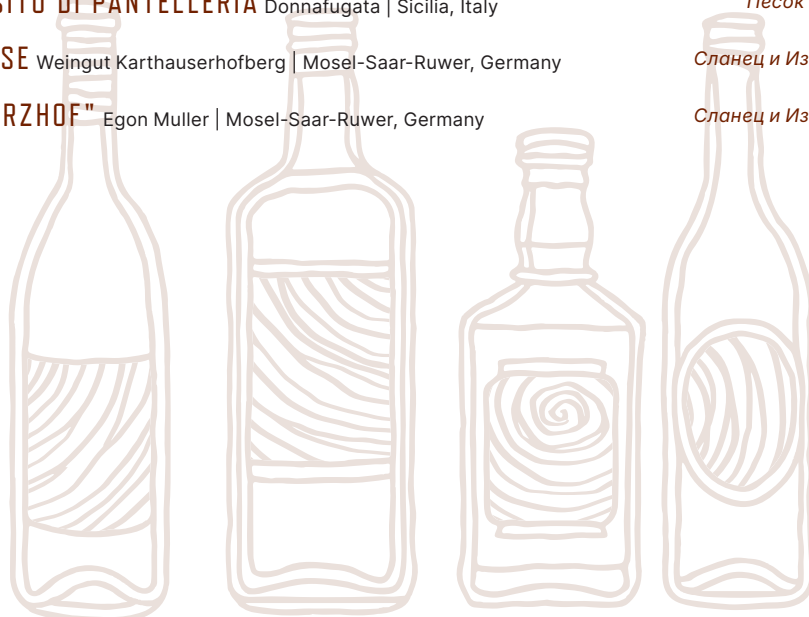 SITO DI PANTELLERIA Donnafugata | Sicilia, Italy Песок
SE Weingut Karthauserhofberg | Mosel-Saar-Ruwer, Germany Сланец и Из
RZHOF" Egon Muller | Mosel-Saar-Ruwer, Germany Сланец и Из